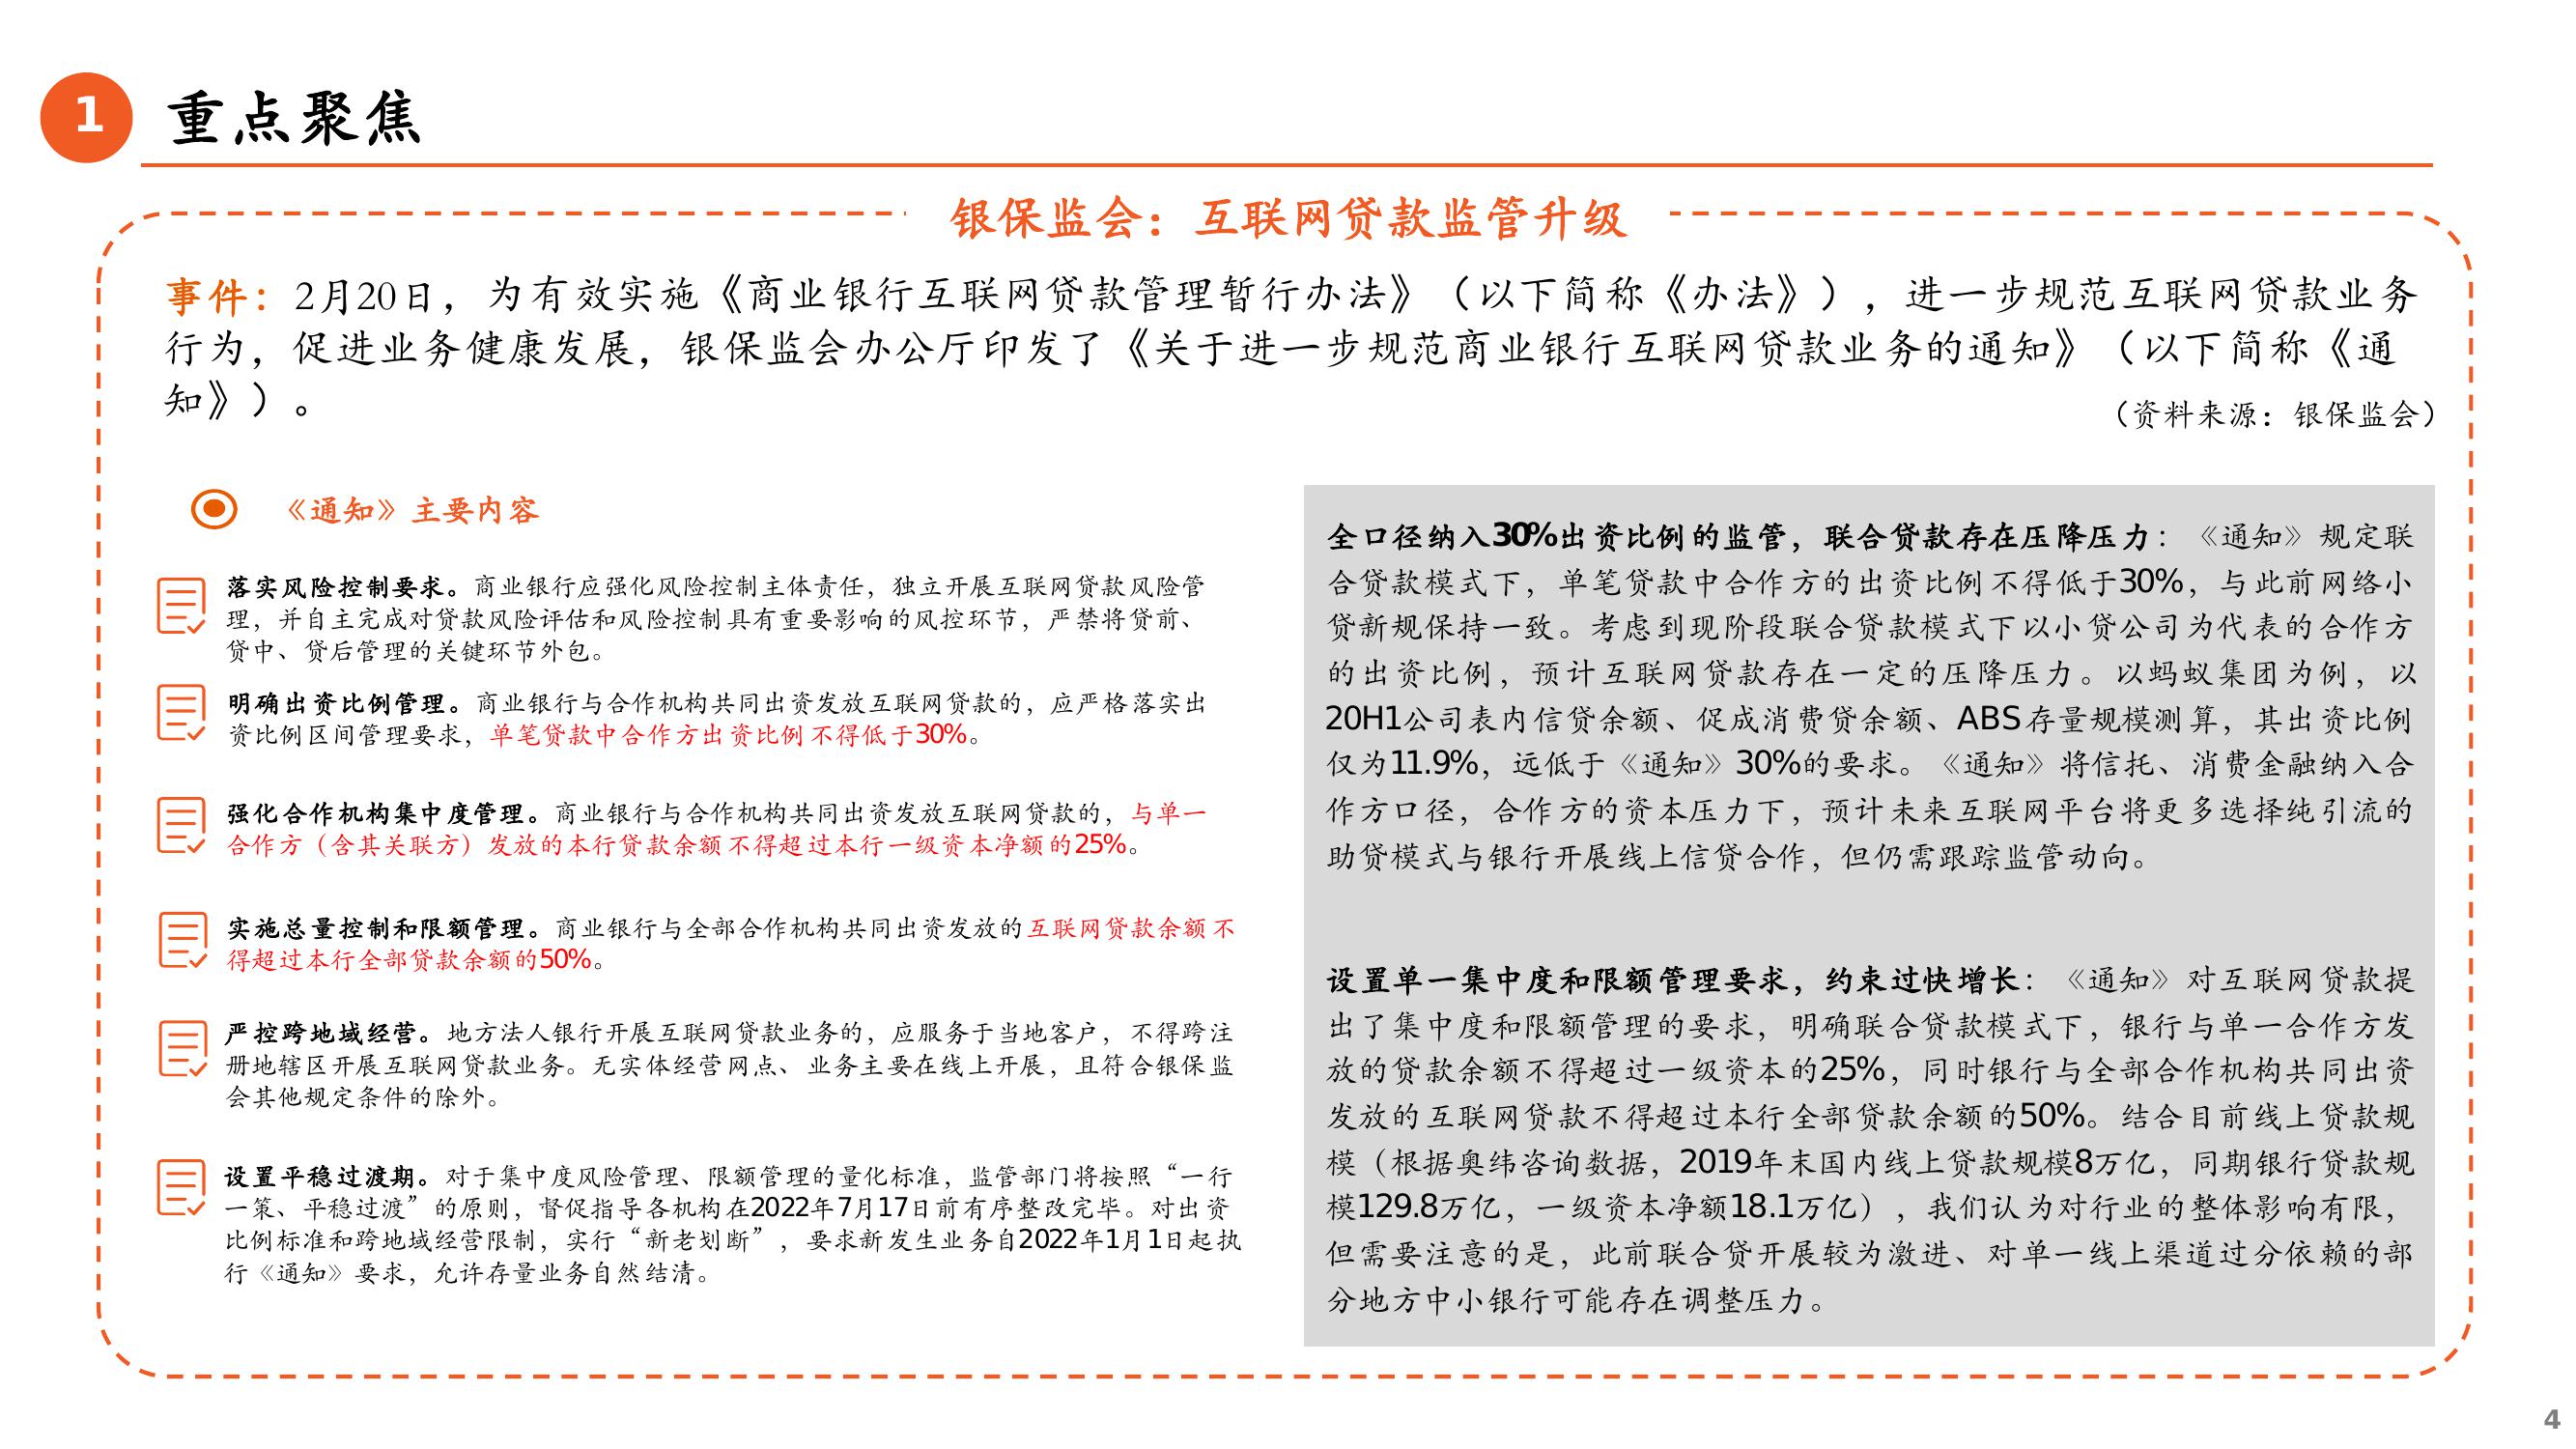 1
重点聚焦
银保监会：互联网贷款监管升级
事件：2月20日，为有效实施《商业银行互联网贷款管理暂行办法》（以下简称《办法》），进一步规范互联网贷款业务
行为，促进业务健康发展，银保监会办公厅印发了《关于进一步规范商业银行互联网贷款业务的通知》（以下简称《通
知》）。
（资料来源：银保监会）
《通知》主要内容
落实风险控制要求。商业银行应强化风险控制主体责任，独立开展互联网贷款风险管
理，并自主完成对贷款风险评估和风险控制具有重要影响的风控环节，严禁将贷前、
贷中、贷后管理的关键环节外包。
明确出资比例管理。商业银行与合作机构共同出资发放互联网贷款的，应严格落实出
资比例区间管理要求，单笔贷款中合作方出资比例不得低于30%。
强化合作机构集中度管理。商业银行与合作机构共同出资发放互联网贷款的，与单一
合作方（含其关联方）发放的本行贷款余额不得超过本行一级资本净额的25%。
实施总量控制和限额管理。商业银行与全部合作机构共同出资发放的互联网贷款余额不
得超过本行全部贷款余额的50%。
严控跨地域经营。地方法人银行开展互联网贷款业务的，应服务于当地客户，不得跨注
册地辖区开展互联网贷款业务。无实体经营网点、业务主要在线上开展，且符合银保监
会其他规定条件的除外。
设置平稳过渡期。对于集中度风险管理、限额管理的量化标准，监管部门将按照“一行
一策、平稳过渡”的原则，督促指导各机构在2022年7月17日前有序整改完毕。对出资
比例标准和跨地域经营限制，实行“新老划断”，要求新发生业务自2022年1月1日起执
行《通知》要求，允许存量业务自然结清。
全口径纳入30%出资比例的监管，联合贷款存在压降压力：《通知》规定联
合贷款模式下，单笔贷款中合作方的出资比例不得低于30%，与此前网络小
贷新规保持一致。考虑到现阶段联合贷款模式下以小贷公司为代表的合作方
的出资比例，预计互联网贷款存在一定的压降压力。以蚂蚁集团为例，以
20H1公司表内信贷余额、促成消费贷余额、ABS存量规模测算，其出资比例
仅为11.9%，远低于《通知》30%的要求。《通知》将信托、消费金融纳入合
作方口径，合作方的资本压力下，预计未来互联网平台将更多选择纯引流的
助贷模式与银行开展线上信贷合作，但仍需跟踪监管动向。
设置单一集中度和限额管理要求，约束过快增长：《通知》对互联网贷款提
出了集中度和限额管理的要求，明确联合贷款模式下，银行与单一合作方发
放的贷款余额不得超过一级资本的25%，同时银行与全部合作机构共同出资
发放的互联网贷款不得超过本行全部贷款余额的50%。结合目前线上贷款规
模（根据奥纬咨询数据，2019年末国内线上贷款规模8万亿，同期银行贷款规
模129.8万亿，一级资本净额18.1万亿），我们认为对行业的整体影响有限，
但需要注意的是，此前联合贷开展较为激进、对单一线上渠道过分依赖的部
分地方中小银行可能存在调整压力。
4